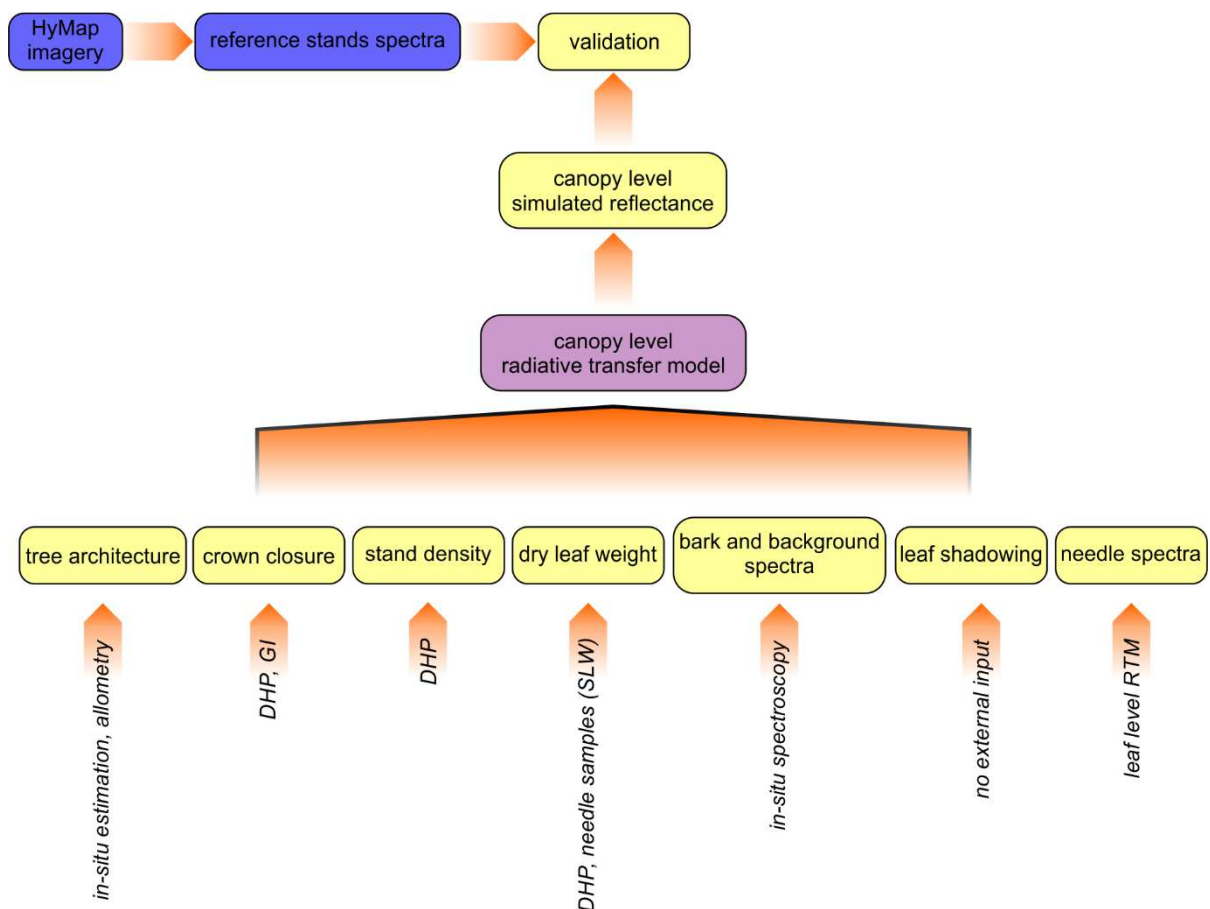 HyMap
imagery
reference stands spectra
validation
canopy level
simulated reflectance
canopy level
radiative transfer model
tree architecture
crown closure
stand density
dry leaf weight
bark and background
spectra
leaf shadowing
needle spectra
in-situ estimation, allometry
DHP, GI
DHP
DHP, needle samples (SLW)
in-situ spectroscopy
no external input
leaf level RTM